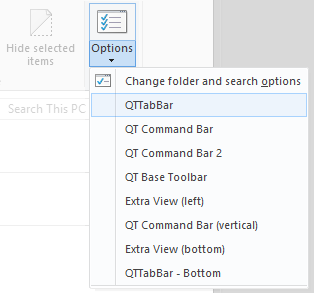 Hide selected
items
Options
Search This PC
Change folder and search options
QTTabBar
QT Command Bar
QT Command Bar 2
QT Base Toolbar
Extra View (left)
QT Command Bar (vertical)
Extra View (bottom)
QTTabBar - Bottom